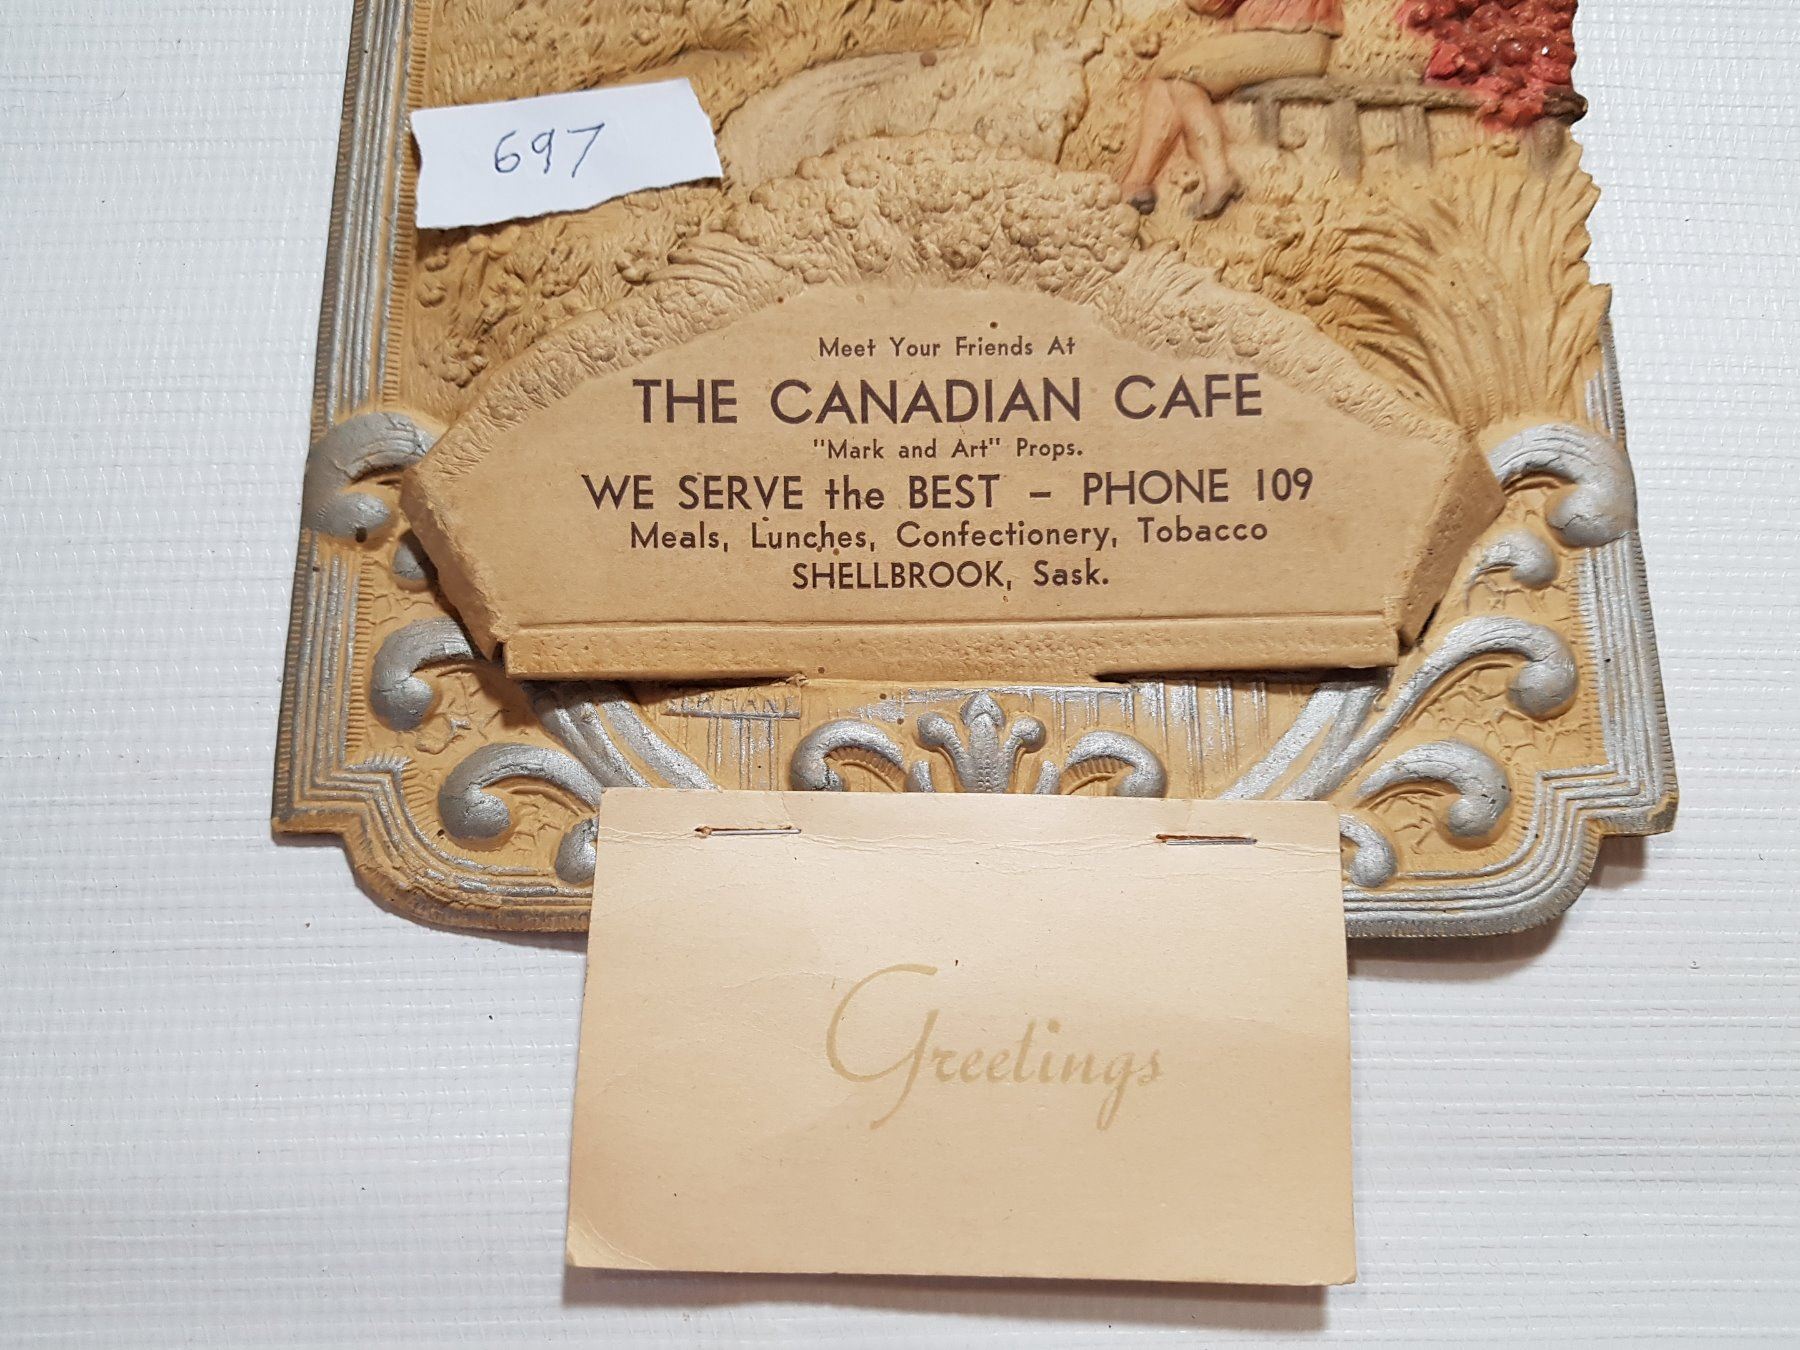 697
Meet Your Friends At
THE CANADIAN CAFE
"Mark and Art" Props.
WE SERVE the BEST – PHONE 109
Meals, Lunches, Confectionery, Tobacco
SHELLBROOK, Sask.
Greetings